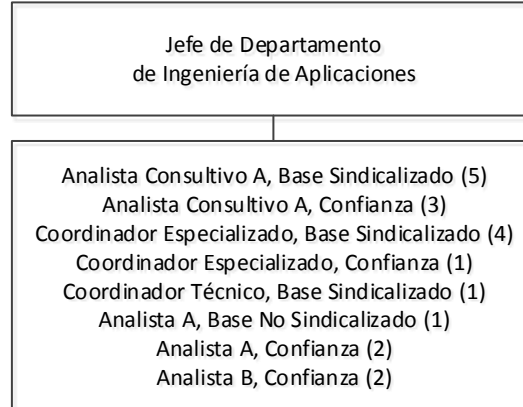 Jefe de Departamento
de Ingeniería de Aplicaciones
Analista Consultivo A, Base Sindicalizado (5)
Analista Consultivo A, Confianza (3)
Coordinador Especializado, Base Sindicalizado (4)
Coordinador Especializado, Confianza (1)
Coordinador Técnico, Base Sindicalizado (1)
Analista A, Base No Sindicalizado (1)
Analista A, Confianza (2)
Analista B, Confianza (2)